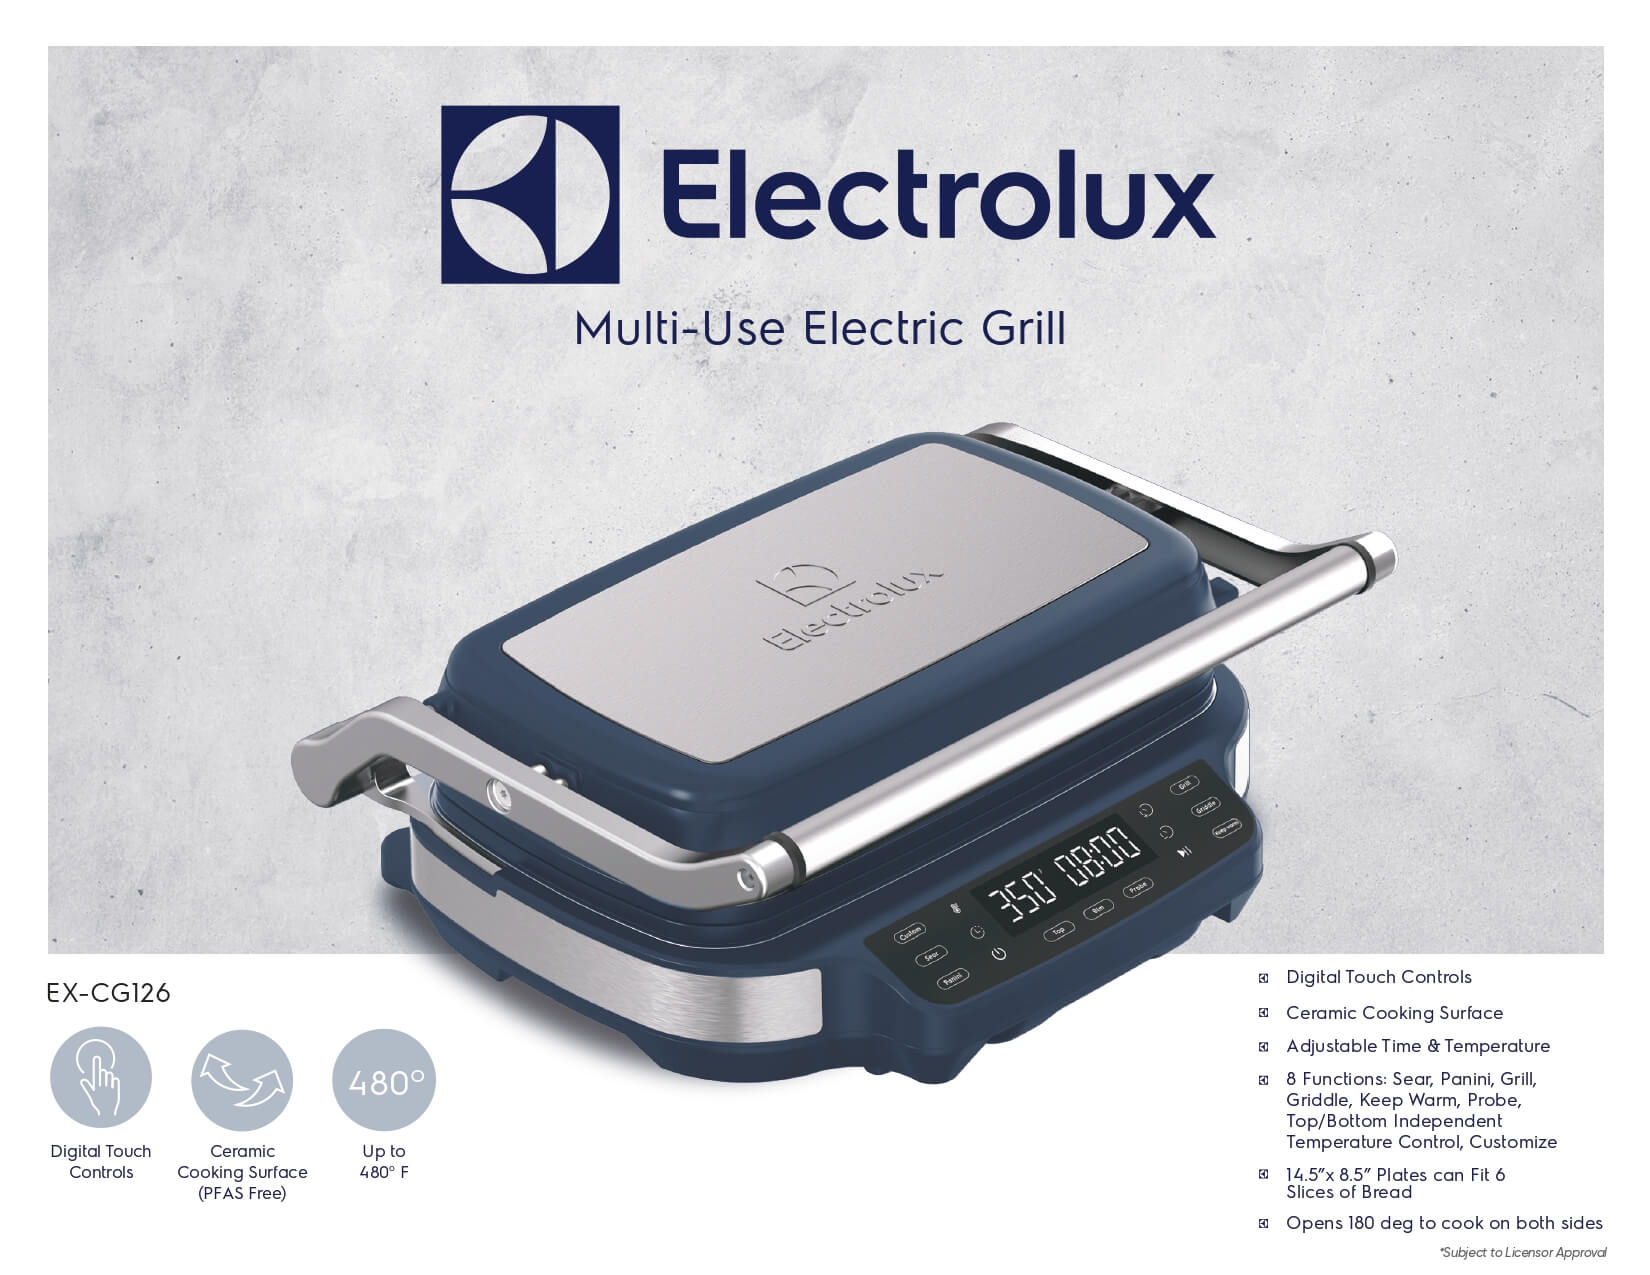 Electrolux
Multi-Use Electric Grill
Electrolux
350° 08:00
Grill
Griddle
Keep warm
Custom
Sear
Panini
Top
Btm
Probe
EX-CG126
480°
Digital Touch
Controls
Ceramic
Cooking Surface
(PFAS Free)
Up to
480° F
Digital Touch Controls
Ceramic Cooking Surface
Adjustable Time & Temperature
8 Functions: Sear, Panini, Grill,
Griddle, Keep Warm, Probe,
Top/Bottom Independent
Temperature Control, Customize
14.5”x 8.5” Plates can Fit 6
Slices of Bread
Opens 180 deg to cook on both sides
*Subject to Licensor Approval